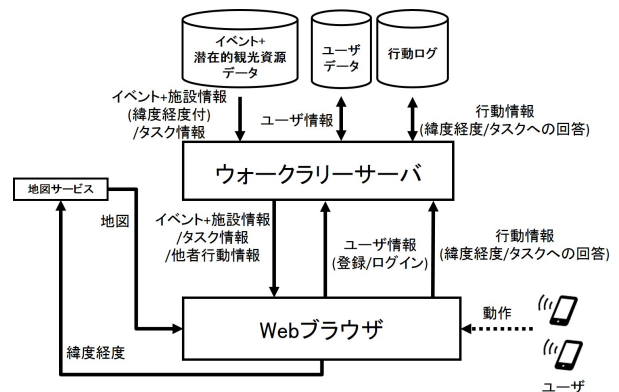 イベント+
潜在的観光資源
データ
ユーザ
データ
行動ログ
イベント+施設情報
(緯度経度付)
/タスク情報
ユーザ情報
行動情報
(緯度経度/タスクへの回答)
ウォークラリーサーバ
地図サービス
地図
イベント+施設情報
/タスク情報
/他者行動情報
ユーザ情報
(登録/ログイン)
行動情報
(緯度経度/タスクへの回答)
Webブラウザ
動作
緯度経度
ユーザ